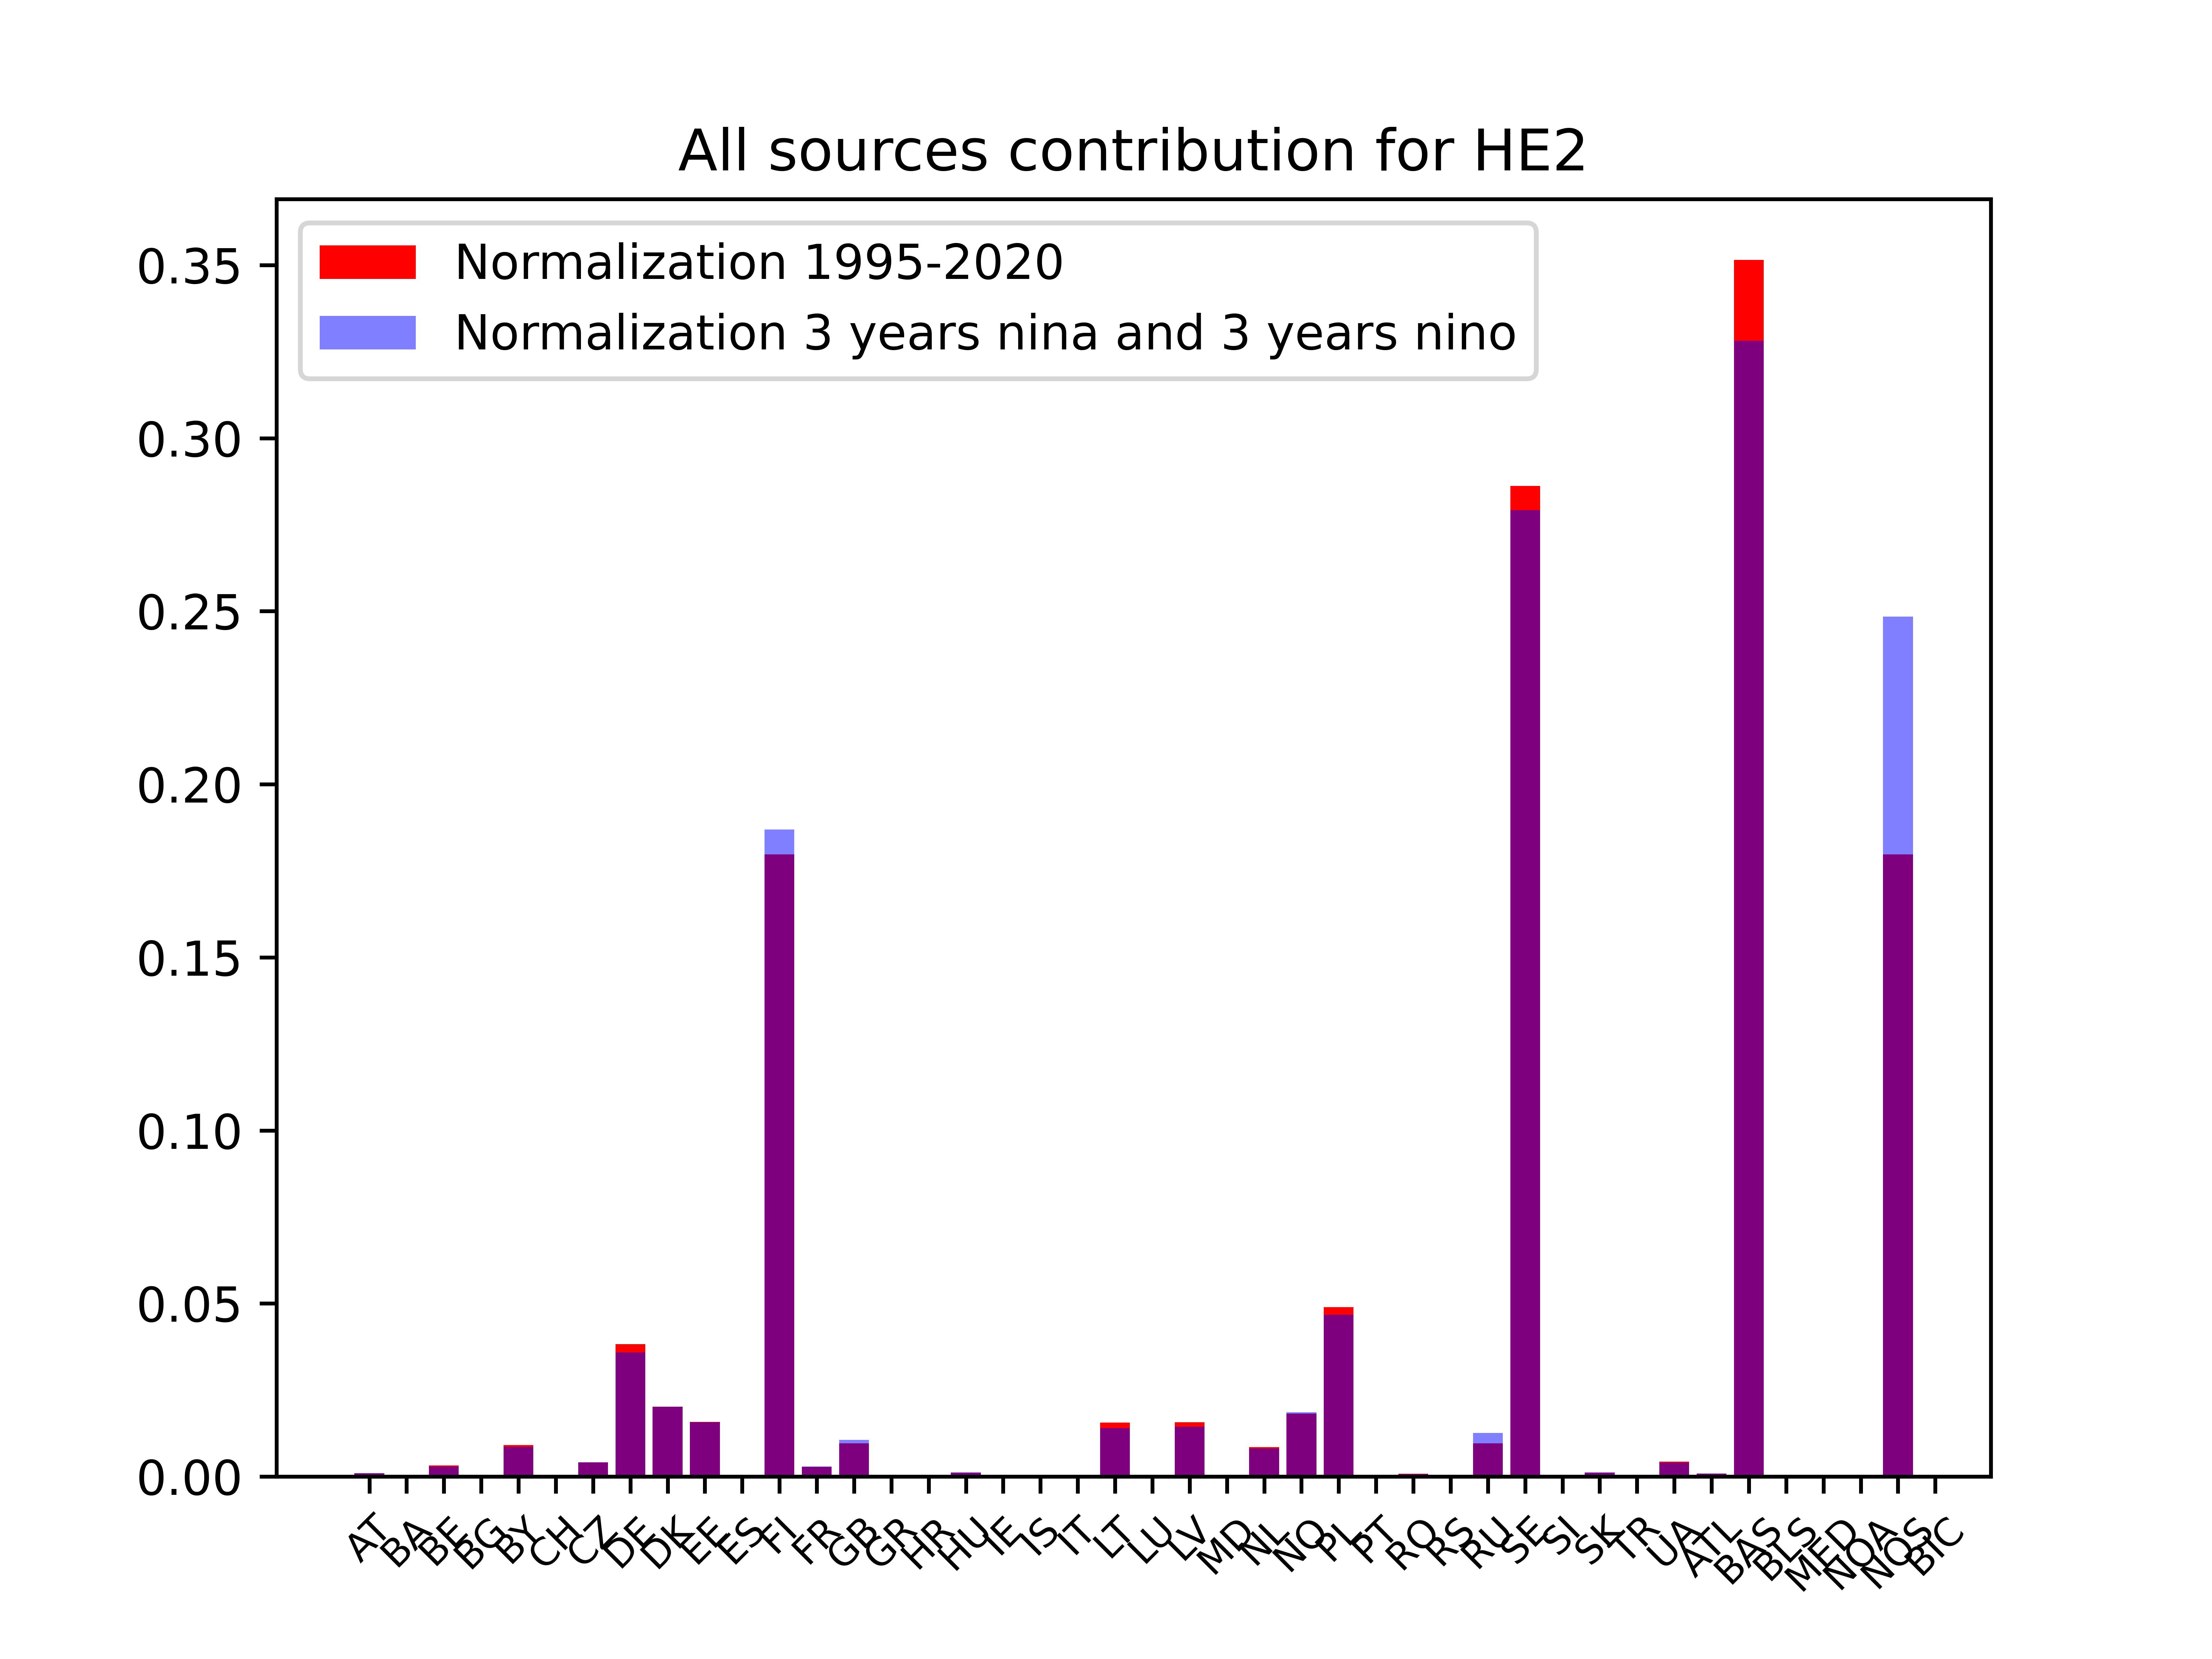 All sources contribution for HE2
Normalization 1995-2020
Normalization 3 years nina and 3 years nino
0.35
0.30
0.25
0.20
0.15
0.10
0.05
0.00
AT BA BE BG BY CH CZ DE DK EE ES FI FR GB GR HR HU IE IS IT LT LU LV MD NL NO PL PT RO RS RU SE SI SK TR UA ATL BAS BLS MED NOA NOS BIC